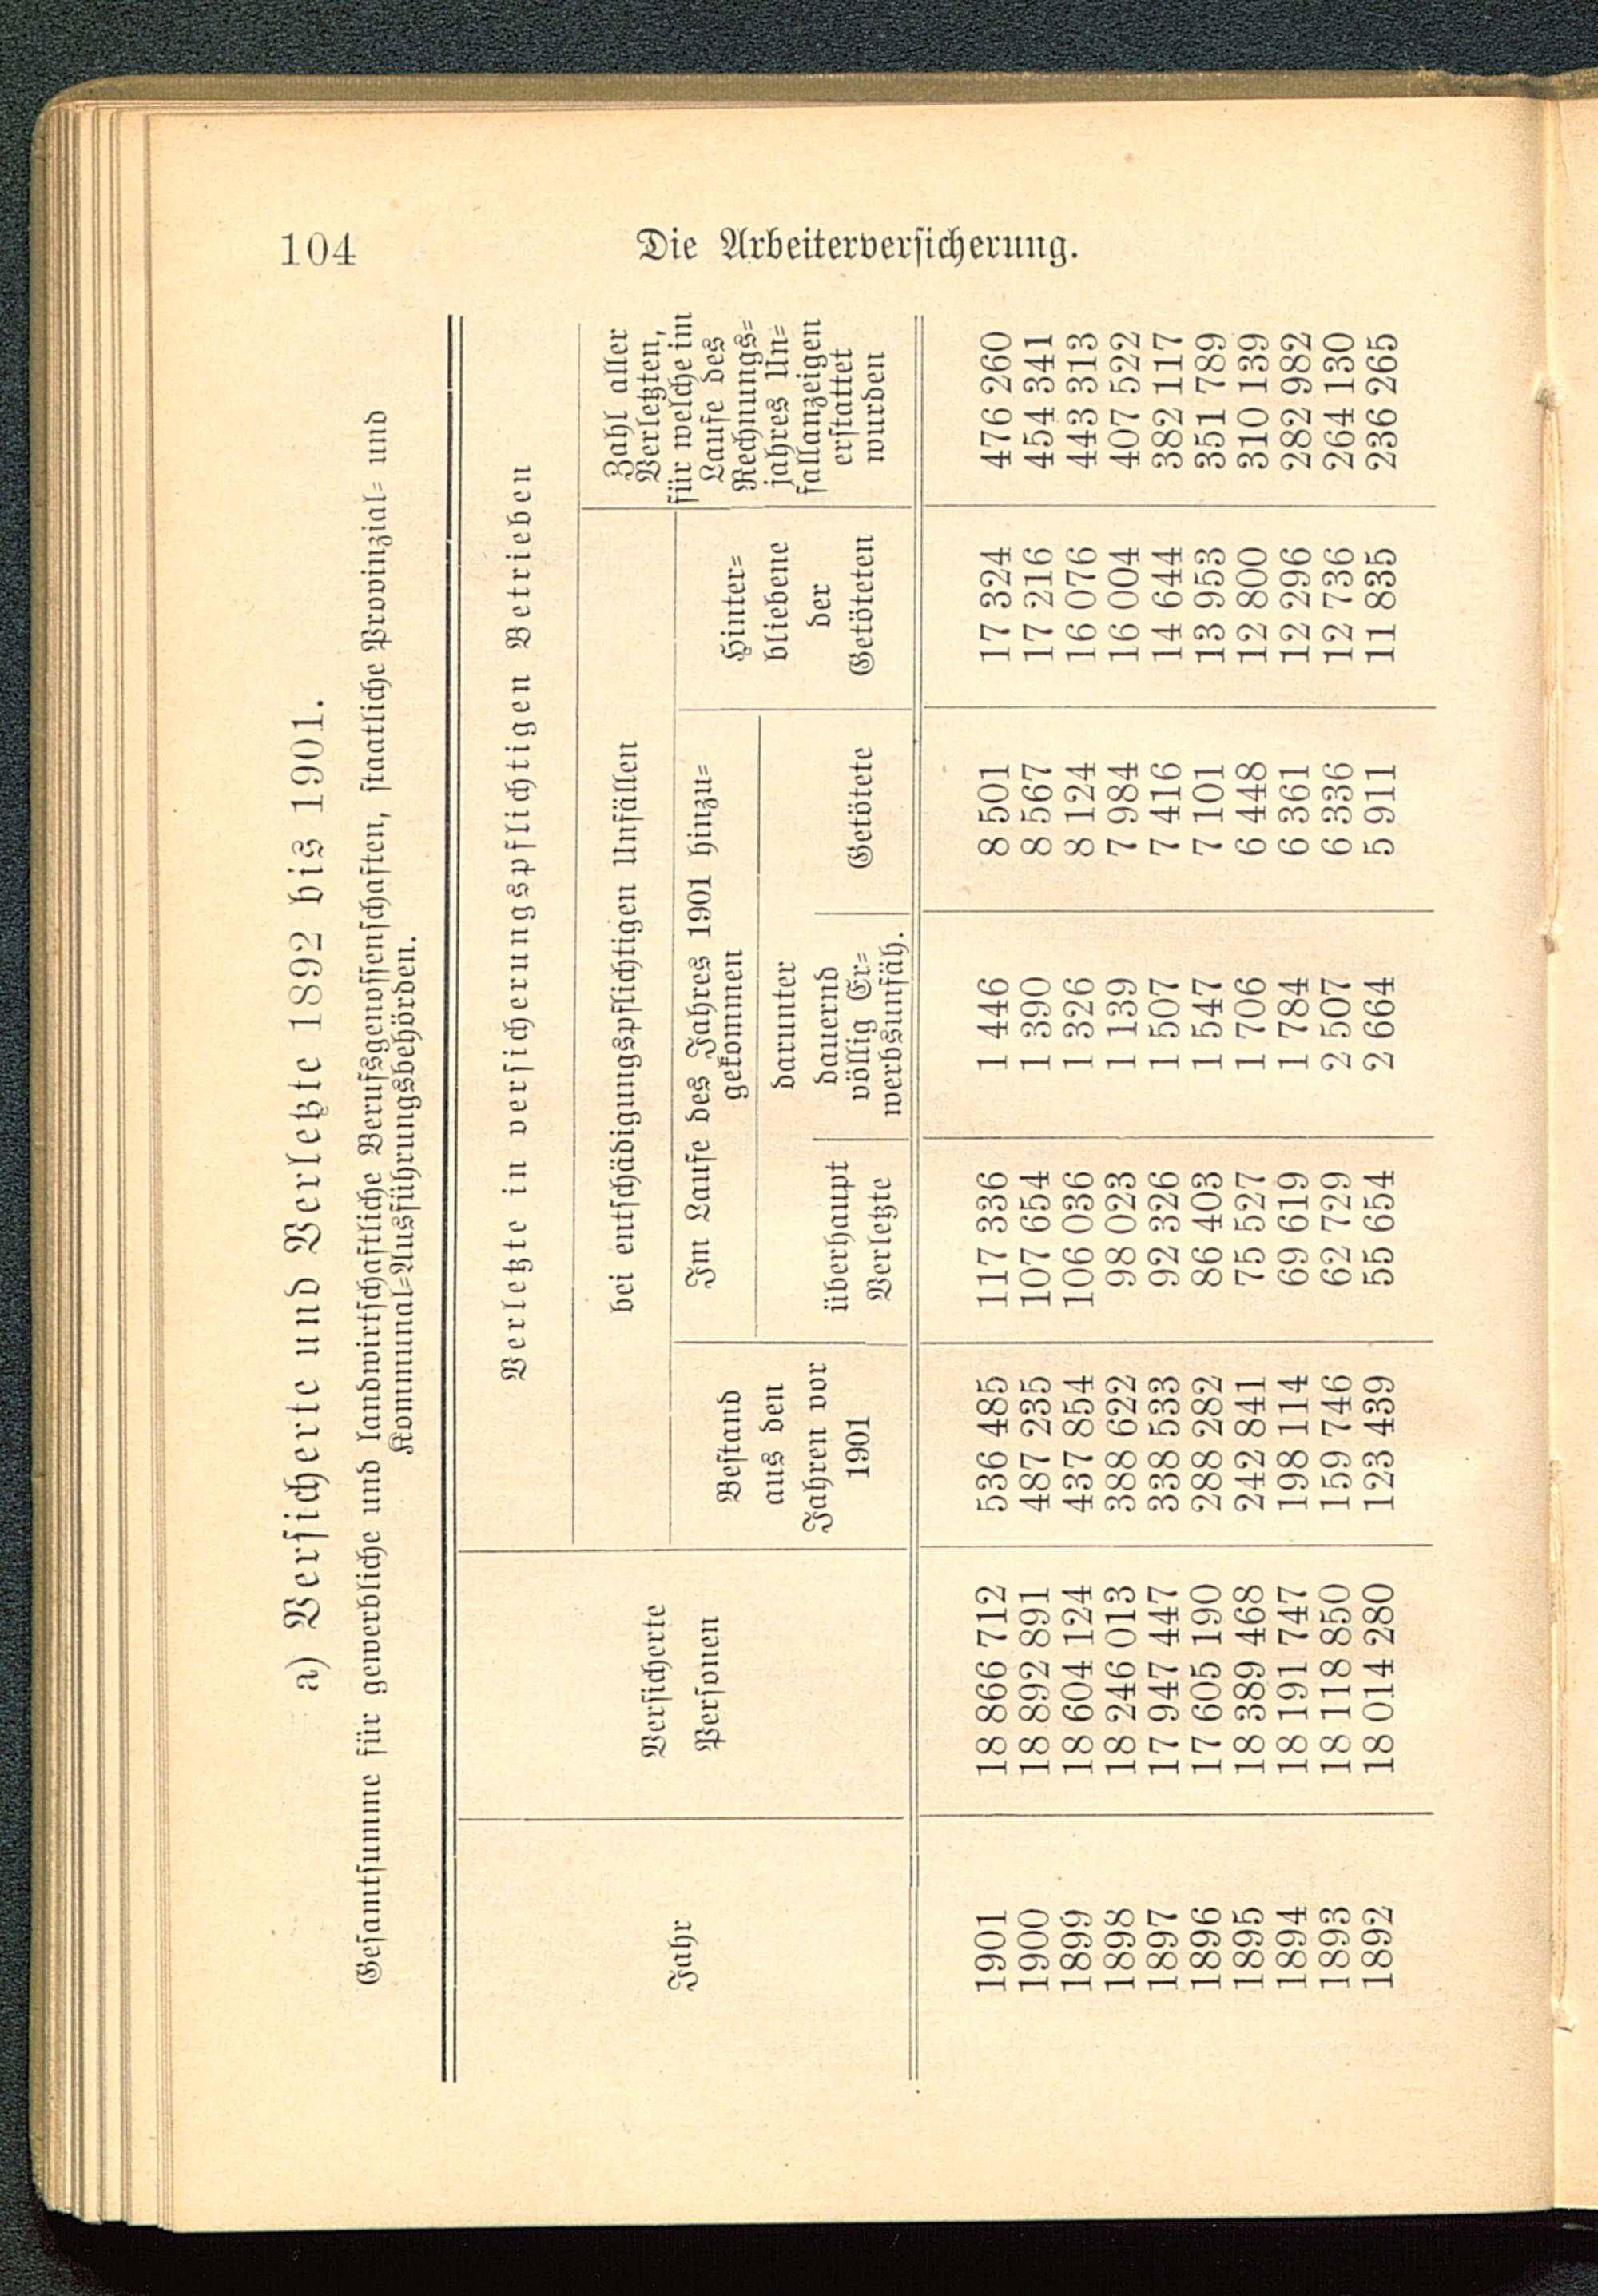 104
Die Arbeiterversicherung.
a) Versicherte und Verletzte 1892 bis 1901.
Gesamtsumme für gewerbliche und landwirtschaftliche Berufsgenossenschaften, staatliche Provinzial- und
Kommunal-Ausführungsbehörden.
Jahr
Versicherte
Personen
Verletzte in versicherungspflichtigen Betrieben
bei entschädigungspflichtigen Unfällen
Bestand
aus den
Jahren vor
1901
Im Laufe des Jahres 1901 hinzu-
gekommen
überhaupt
Verletzte
darunter
dauernd
völlig Er-
werbsunfäh.
Getötete
Hinter-
bliebene
der
Getöteten
Zahl aller
Verletzten,
für welche im
Laufe des
Rechnungs-
jahres Un-
fallanzeigen
erstattet
wurden
1901 18 866 712 536 485 117 336 1 446 8 501 17 324 476 260
1900 18 892 891 487 235 107 654 1 390 8 567 17 216 454 341
1899 18 604 124 437 854 106 036 1 326 8 124 16 076 443 313
1898 18 246 013 388 622 98 023 1 139 7 984 16 004 407 522
1897 17 947 447 338 533 92 326 1 507 7 416 14 644 382 117
1896 17 605 190 288 282 86 403 1 547 7 101 13 953 351 789
1895 18 389 468 242 841 75 527 1 706 6 448 12 800 310 139
1894 18 191 747 198 114 69 619 1 784 6 361 12 296 282 982
1893 18 118 850 159 746 62 729 2 507 6 336 12 736 264 130
1892 18 014 280 123 439 55 654 2 664 5 911 11 835 236 265